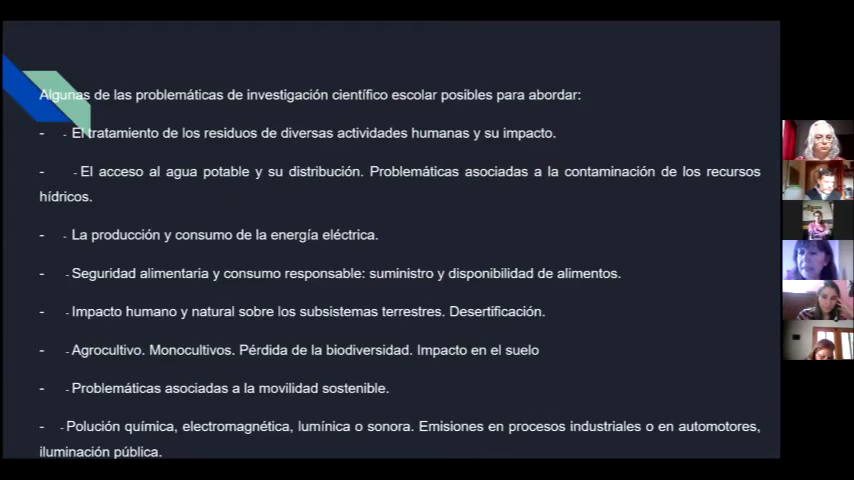 Algunas de las problemáticas de investigación científico escolar posibles para abordar:
- - El tratamiento de los residuos de diversas actividades humanas y su impacto.
- - El acceso al agua potable y su distribución. Problemáticas asociadas a la contaminación de los recursos
hídricos.
- - La producción y consumo de la energía eléctrica.
- - Seguridad alimentaria y consumo responsable: suministro y disponibilidad de alimentos.
- - Impacto humano y natural sobre los subsistemas terrestres. Desertificación.
- - Agrocultivo. Monocultivos. Pérdida de la biodiversidad. Impacto en el suelo
- - Problemáticas asociadas a la movilidad sostenible.
- - Polución química, electromagnética, lumínica o sonora. Emisiones en procesos industriales o en automotores,
iluminación pública.